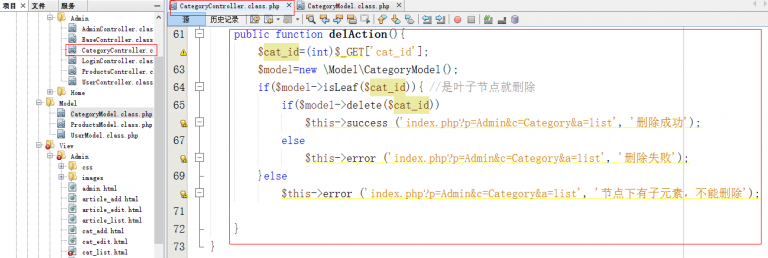 项目
文件
服务
Admin
AdminController.clas
BaseController.class
CategoryController.c
LoginController.clas
ProductsController.c
UserController.class
Home
Model
CategoryModel.class.php
ProductsModel.class.php
UserModel.class.php
View
Admin
css
images
admin.html
article_add.html
article_edit.html
article_list.html
cat_add.html
cat_edit.html
cat_list.html
CategoryController.class.php
CategoryModel.class.php
源 历史记录
61 public function delAction(){
$cat_id=(int)$_GET['cat_id'];
63 $model=new \Model\CategoryModel();
64 if($model->isLeaf($cat_id)){ //是叶子节点就删除
65 if($model->delete($cat_id))
$this->success ('index.php?p=Admin&c=Category&a=list', '删除成功');
67 else
$this->error ('index.php?p=Admin&c=Category&a=list', '删除失败');
69 }else
$this->error ('index.php?p=Admin&c=Category&a=list', '节点下有子元素，不能删除');
71
72 }
73 }